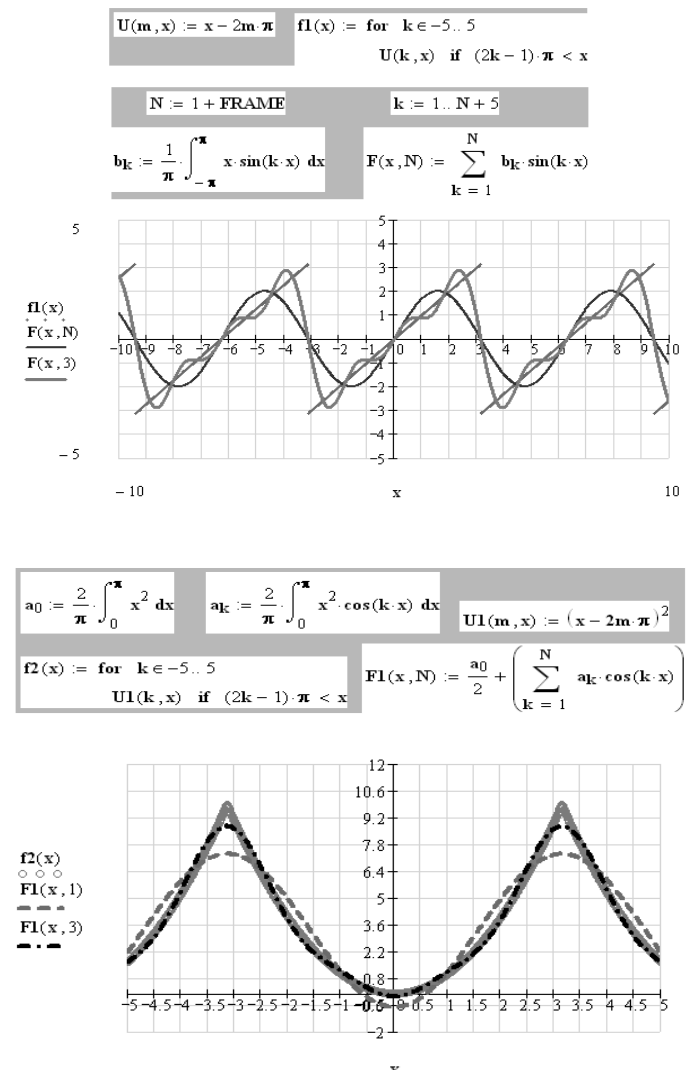 U(m,x) := x − 2m·π f1(x) := for k ∈ −5.. 5
U(k,x) if (2k − 1)·π < x
N := 1 + FRAME k := 1.. N + 5
b_k := 1/π · ∫_{−π}^{π} x·sin(k·x) dx F(x,N) := ∑_{k = 1}^{N} b_k·sin(k·x)
5
f1(x)
F(x,N)
F(x,3)
−5
5
4
3
2
1
−1
−2
−3
−4
−5
−10 −9 −8 −7 −6 −5 −4 −3 −2 −1 0 1 2 3 4 5 6 7 8 9 10
−10 x 10
a_0 := 2/π · ∫_{0}^{π} x^2 dx a_k := 2/π · ∫_{0}^{π} x^2·cos(k·x) dx U1(m,x) := (x − 2m·π)^2
f2(x) := for k ∈ −5.. 5
U1(k,x) if (2k − 1)·π < x
F1(x,N) := a_0/2 + (∑_{k = 1}^{N} a_k·cos(k·x))
f2(x)
F1(x,1)
F1(x,3)
12
10.6
9.2
7.8
6.4
5
3.6
2.2
0.8
−0.6
−2
−5 −4.5 −4 −3.5 −3 −2.5 −2 −1.5 −1 −0.5 0 0.5 1 1.5 2 2.5 3 3.5 4 4.5 5
x